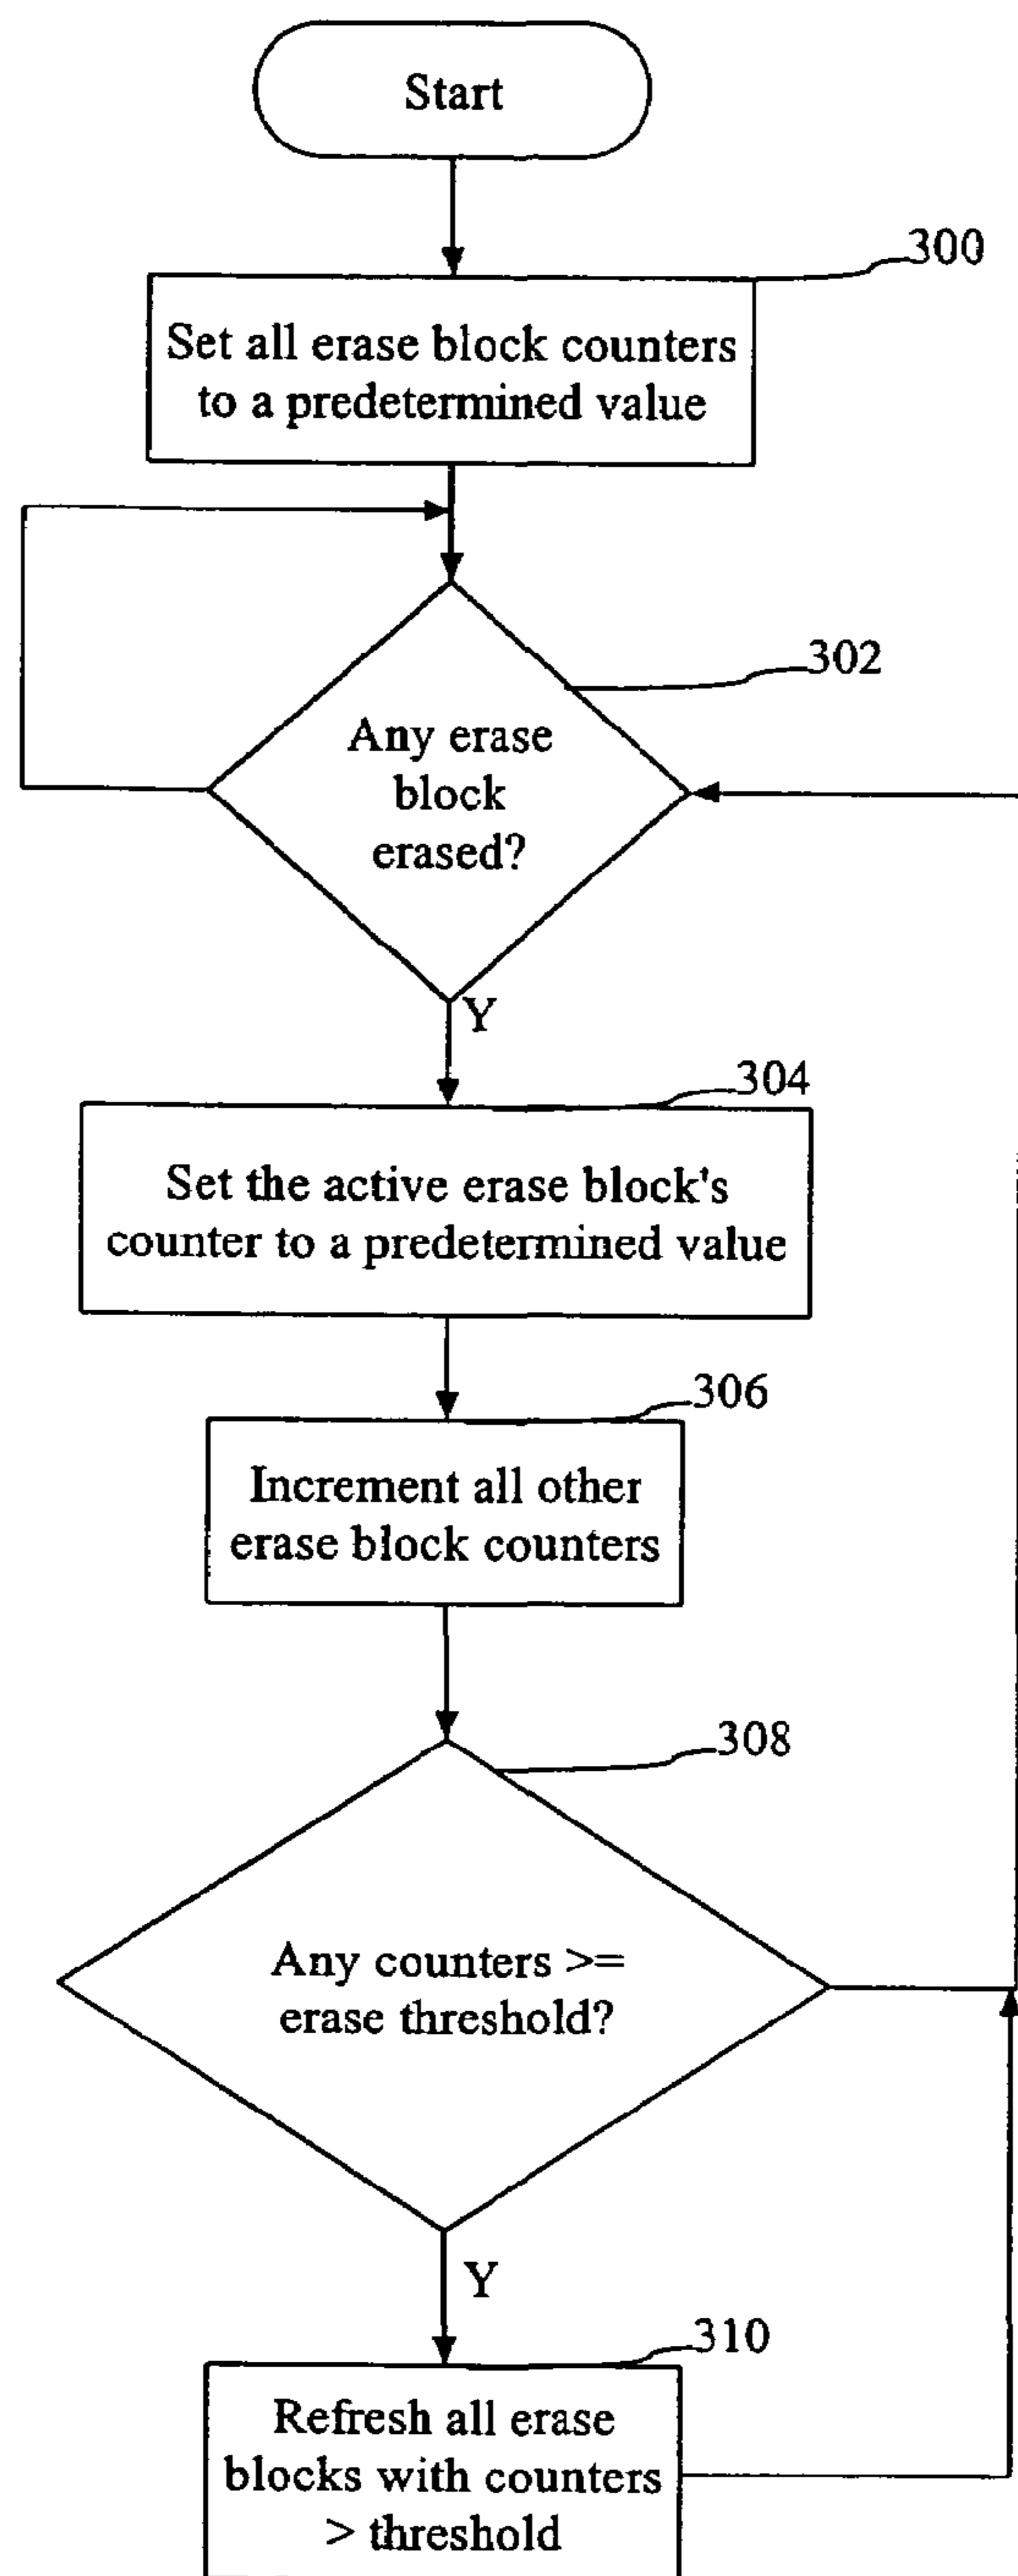 Start
300
Set all erase block counters
to a predetermined value
302
Any erase
block
erased?
Y
304
Set the active erase block's
counter to a predetermined value
306
Increment all other
erase block counters
308
Any counters >=
erase threshold?
Y
310
Refresh all erase
blocks with counters
> threshold